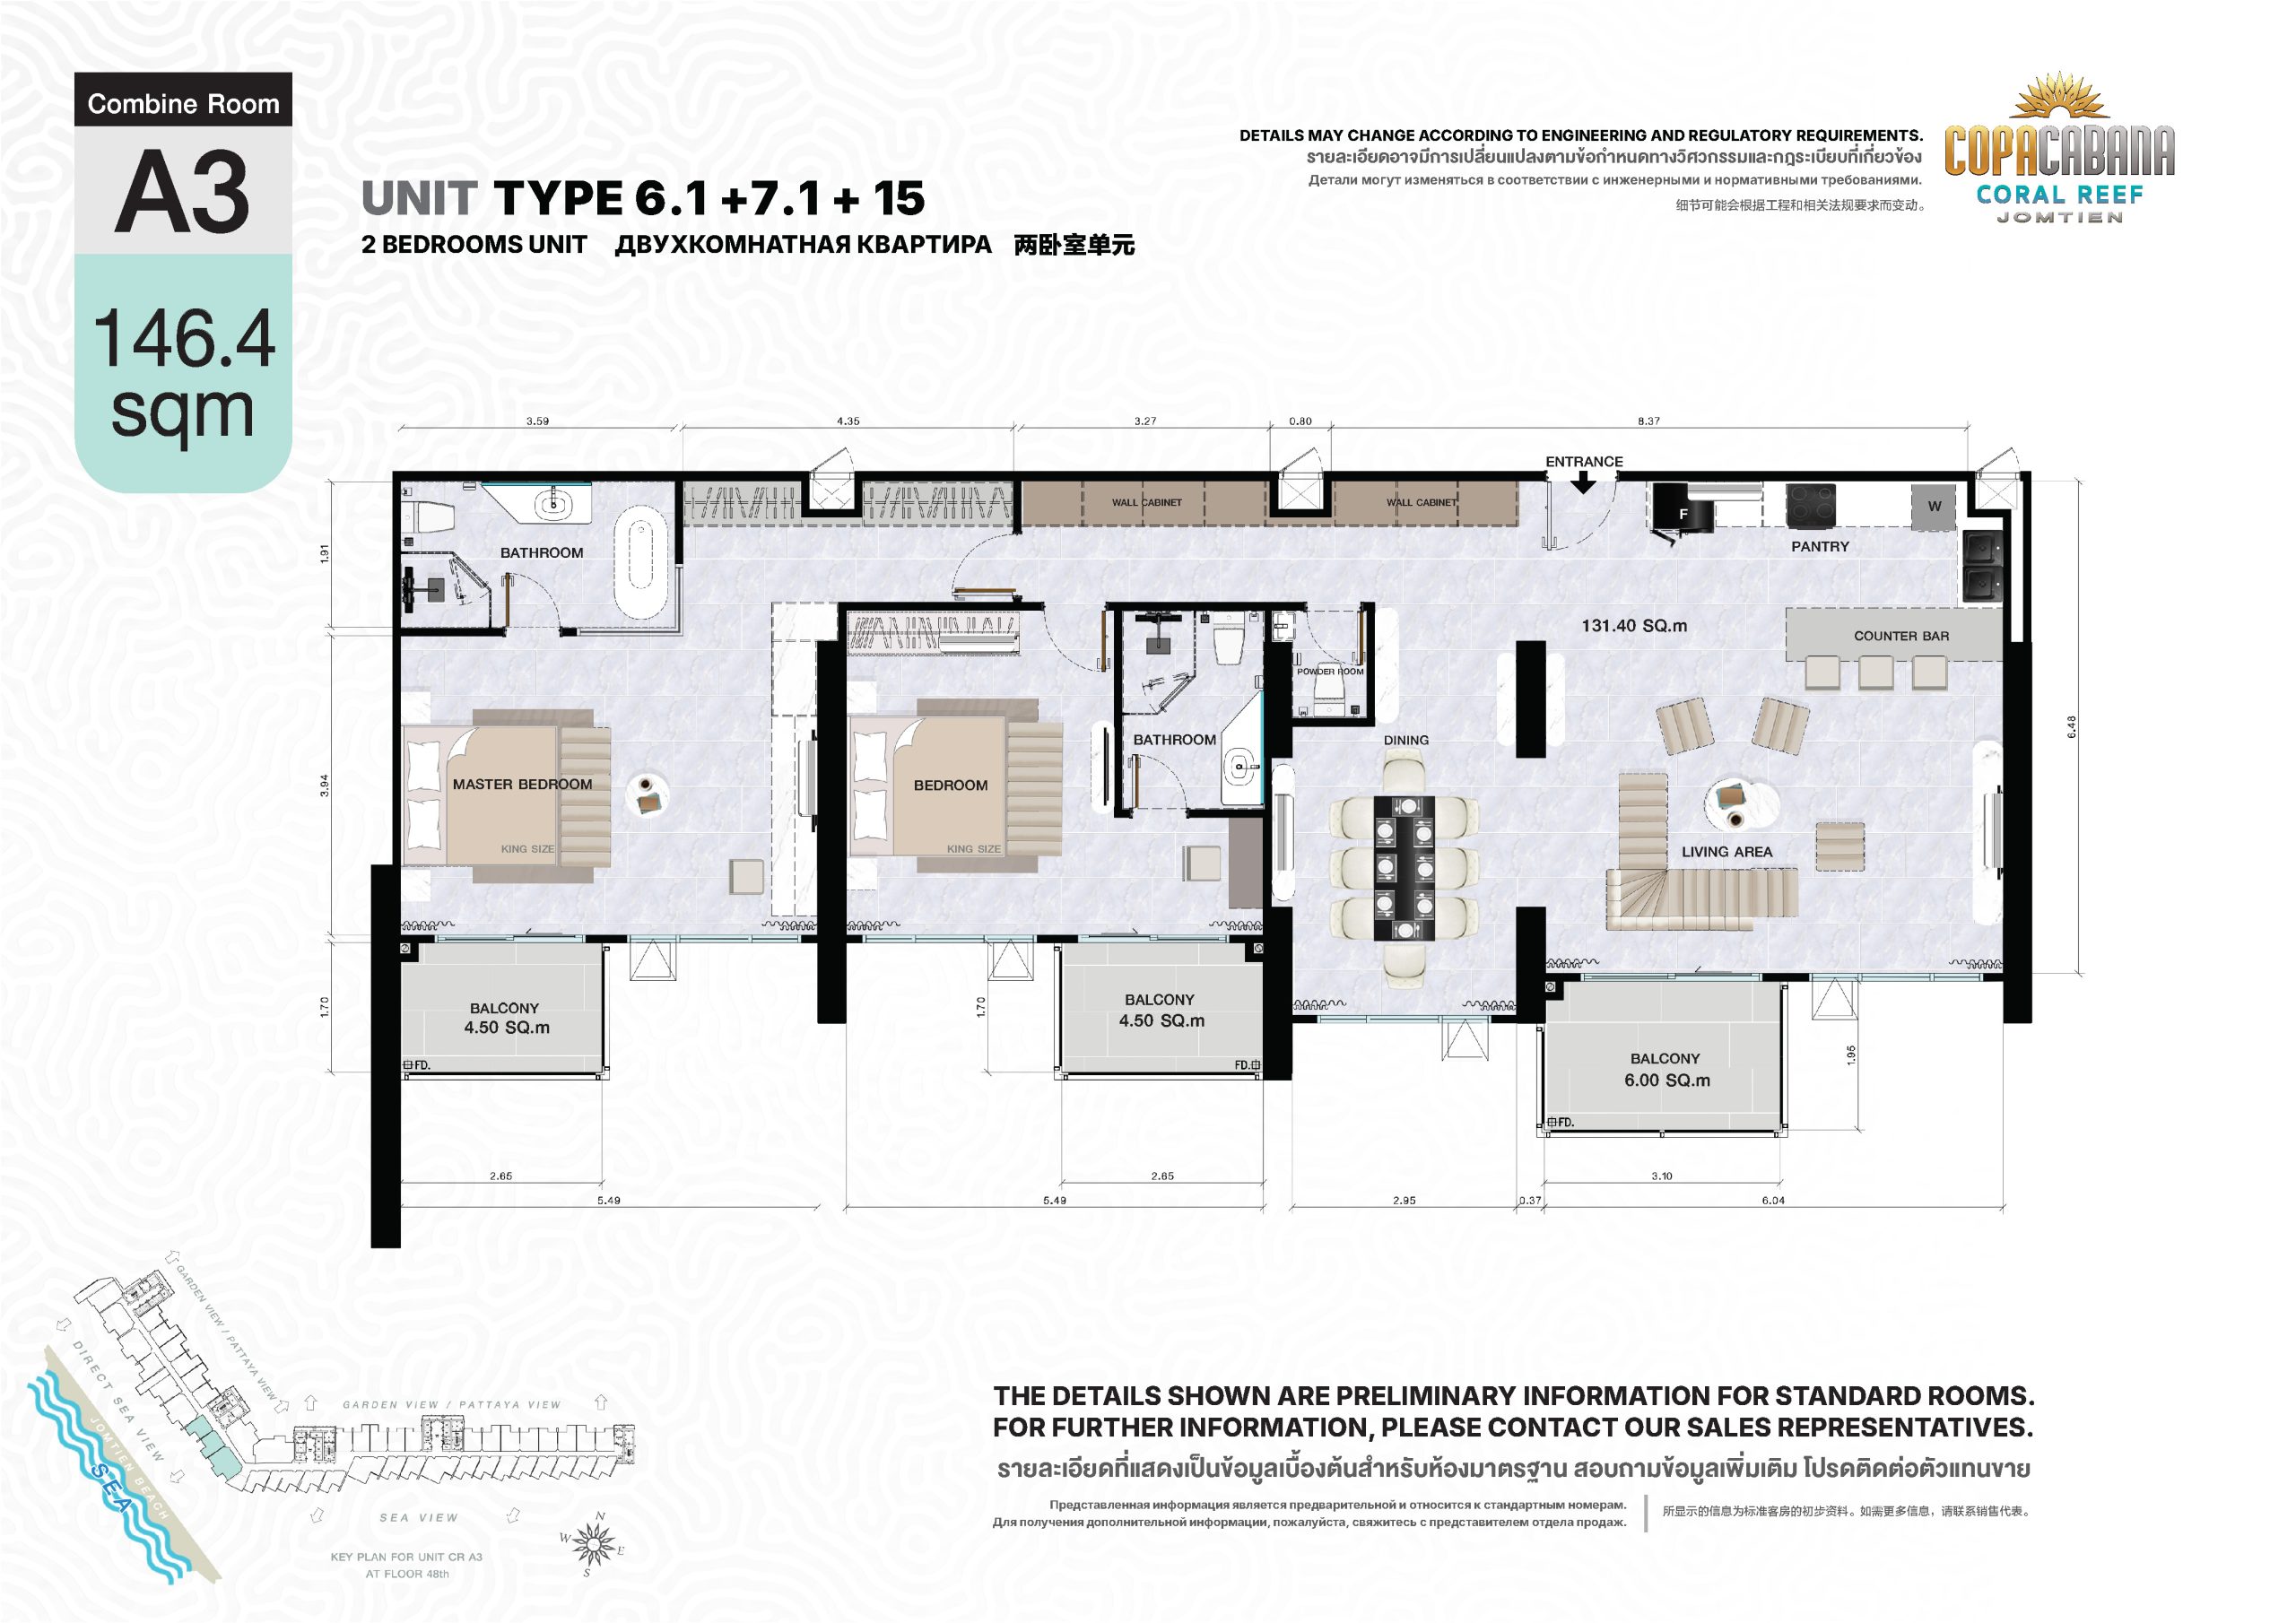 Combine Room
A3
146.4
sqm
UNIT TYPE 6.1 +7.1 + 15
2 BEDROOMS UNIT ДВУХКОМНАТНАЯ КВАРТИРА 两卧室单元
DETAILS MAY CHANGE ACCORDING TO ENGINEERING AND REGULATORY REQUIREMENTS.
รายละเอียดอาจมีการเปลี่ยนแปลงตามข้อกำหนดทางวิศวกรรมและกฎระเบียบที่เกี่ยวข้อง
Детали могут изменяться в соответствии с инженерными и нормативными требованиями.
细节可能会根据工程和相关法规要求而变动。
COPACABANA
CORAL REEF
JOMTIEN
3.59
4.35
3.27
0.80
8.37
ENTRANCE
WALL CABINET
WALL CABINET
F
W
PANTRY
1.91
BATHROOM
131.40 SQ.m
COUNTER BAR
POWDER ROOM
6.48
BATHROOM
DINING
3.94
MASTER BEDROOM
BEDROOM
KING SIZE
KING SIZE
LIVING AREA
1.70
BALCONY
4.50 SQ.m
FD.
1.70
BALCONY
4.50 SQ.m
FD.
BALCONY
6.00 SQ.m
FD.
1.95
2.65
2.65
3.10
5.49
5.49
2.95
0.37
6.04
GARDEN VIEW / PATTAYA VIEW
DIRECT SEA VIEW
JOMTIEN BEACH
SEA
GARDEN VIEW / PATTAYA VIEW
SEA VIEW
N
W
E
S
KEY PLAN FOR UNIT CR A3
AT FLOOR 48th
THE DETAILS SHOWN ARE PRELIMINARY INFORMATION FOR STANDARD ROOMS.
FOR FURTHER INFORMATION, PLEASE CONTACT OUR SALES REPRESENTATIVES.
รายละเอียดที่แสดงเป็นข้อมูลเบื้องต้นสำหรับห้องมาตรฐาน สอบถามข้อมูลเพิ่มเติม โปรดติดต่อตัวแทนขาย
Представленная информация является предварительной и относится к стандартным номерам.
Для получения дополнительной информации, пожалуйста, свяжитесь с представителем отдела продаж.
所显示的信息为标准客房的初步资料。如需更多信息，请联系销售代表。